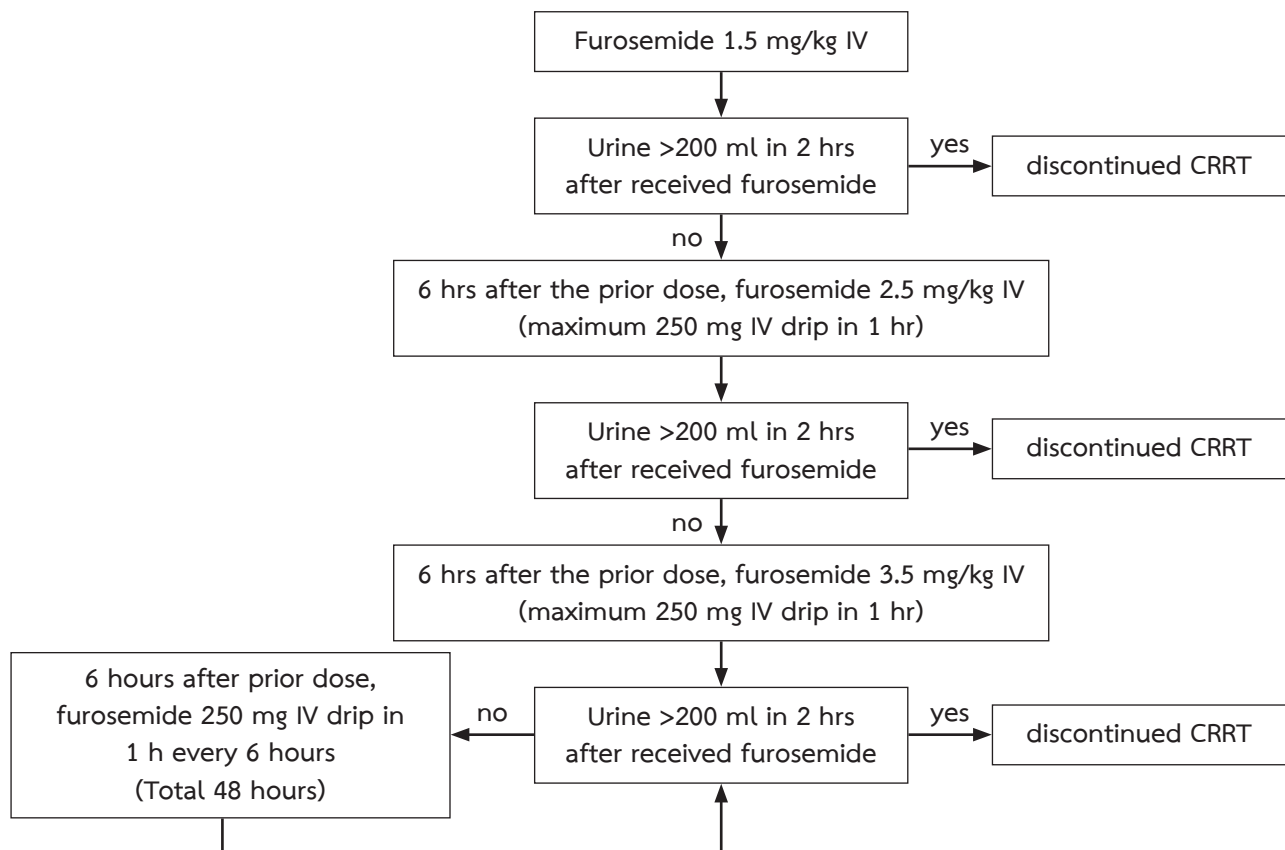 Furosemide 1.5 mg/kg IV
Urine >200 ml in 2 hrs
after received furosemide
yes
discontinued CRRT
no
6 hrs after the prior dose, furosemide 2.5 mg/kg IV
(maximum 250 mg IV drip in 1 hr)
Urine >200 ml in 2 hrs
after received furosemide
yes
discontinued CRRT
no
6 hrs after the prior dose, furosemide 3.5 mg/kg IV
(maximum 250 mg IV drip in 1 hr)
6 hours after prior dose,
furosemide 250 mg IV drip in
1 h every 6 hours
(Total 48 hours)
no
Urine >200 ml in 2 hrs
after received furosemide
yes
discontinued CRRT